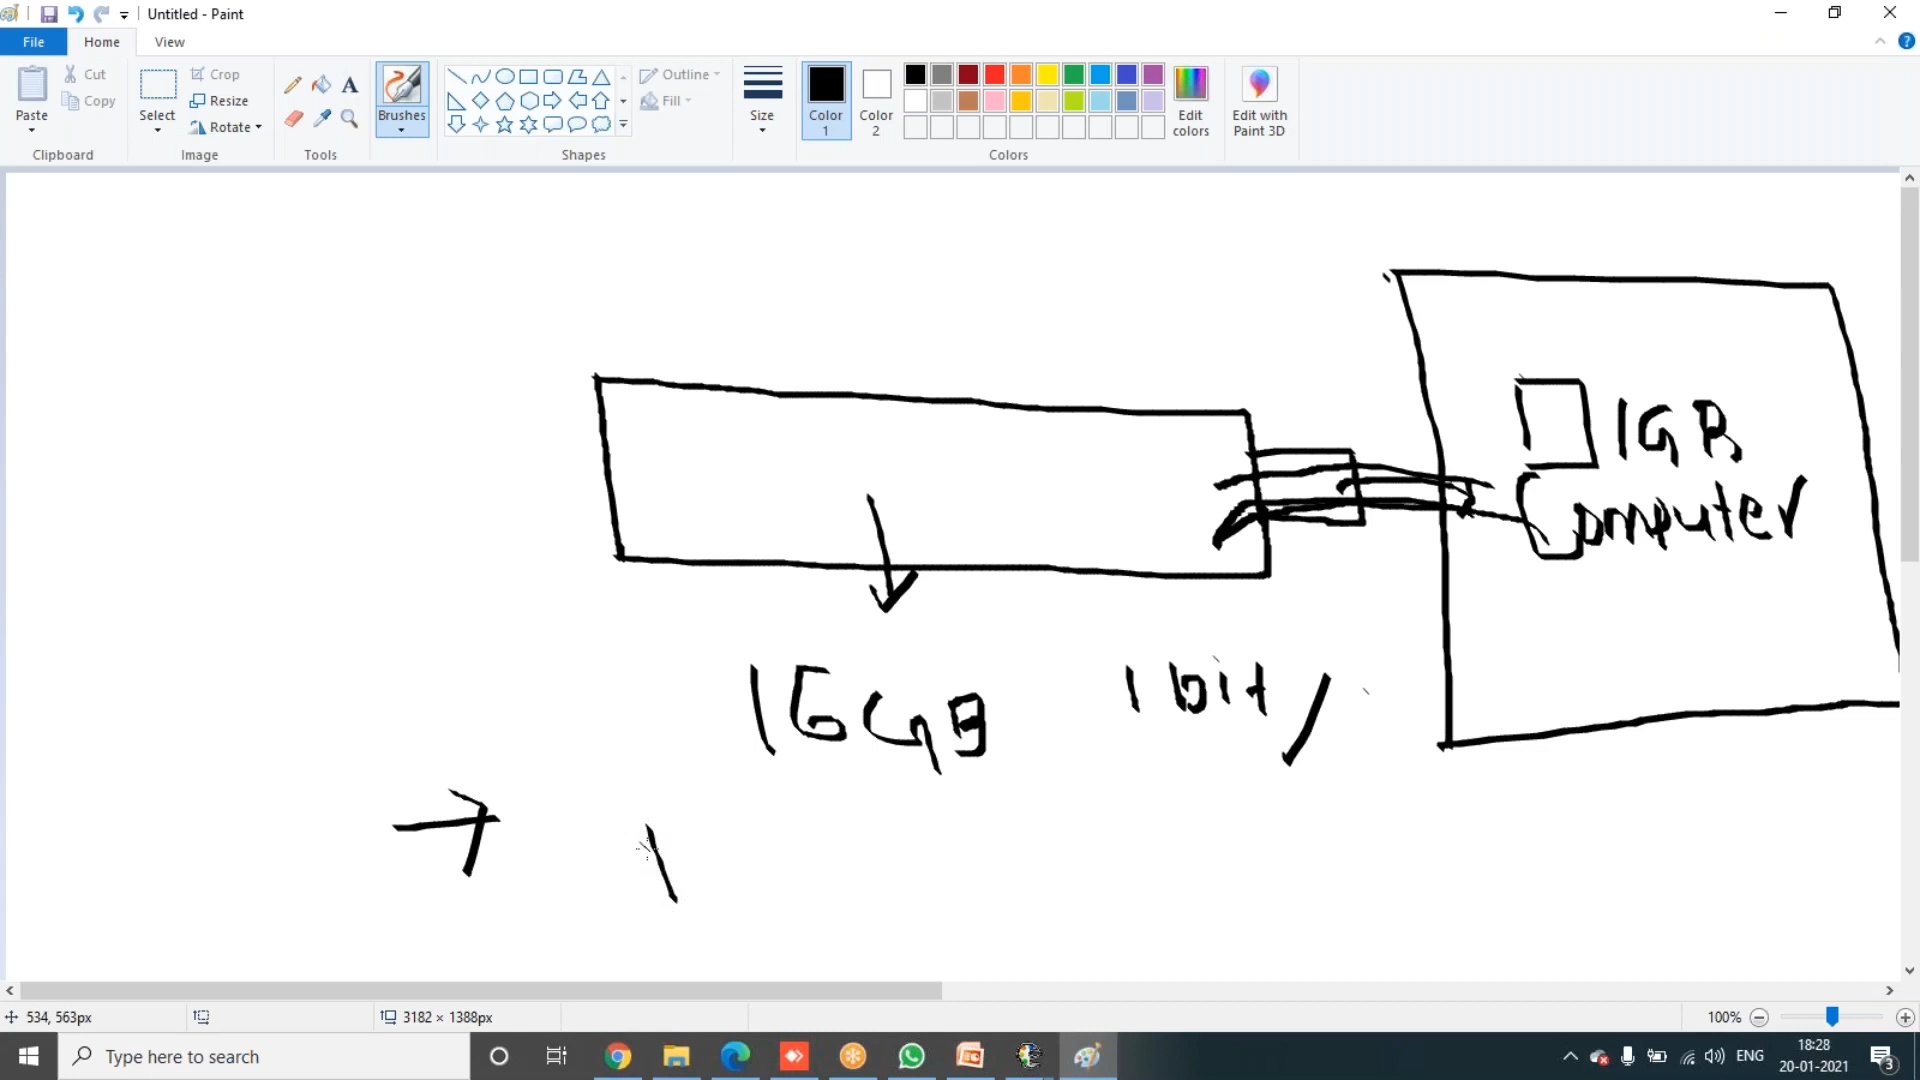 Untitled - Paint
File Home View
Paste
Cut
Copy
Clipboard
Select
Crop
Resize
Rotate
Image
Tools
Brushes
Shapes
Outline
Fill
Size
Color 1
Color 2
Colors
Edit colors
Edit with Paint 3D
1GB
Computer
16GB 1 bit/
534, 563px
3182 × 1388px
100%
Type here to search
ENG
18:28
20-01-2021
3